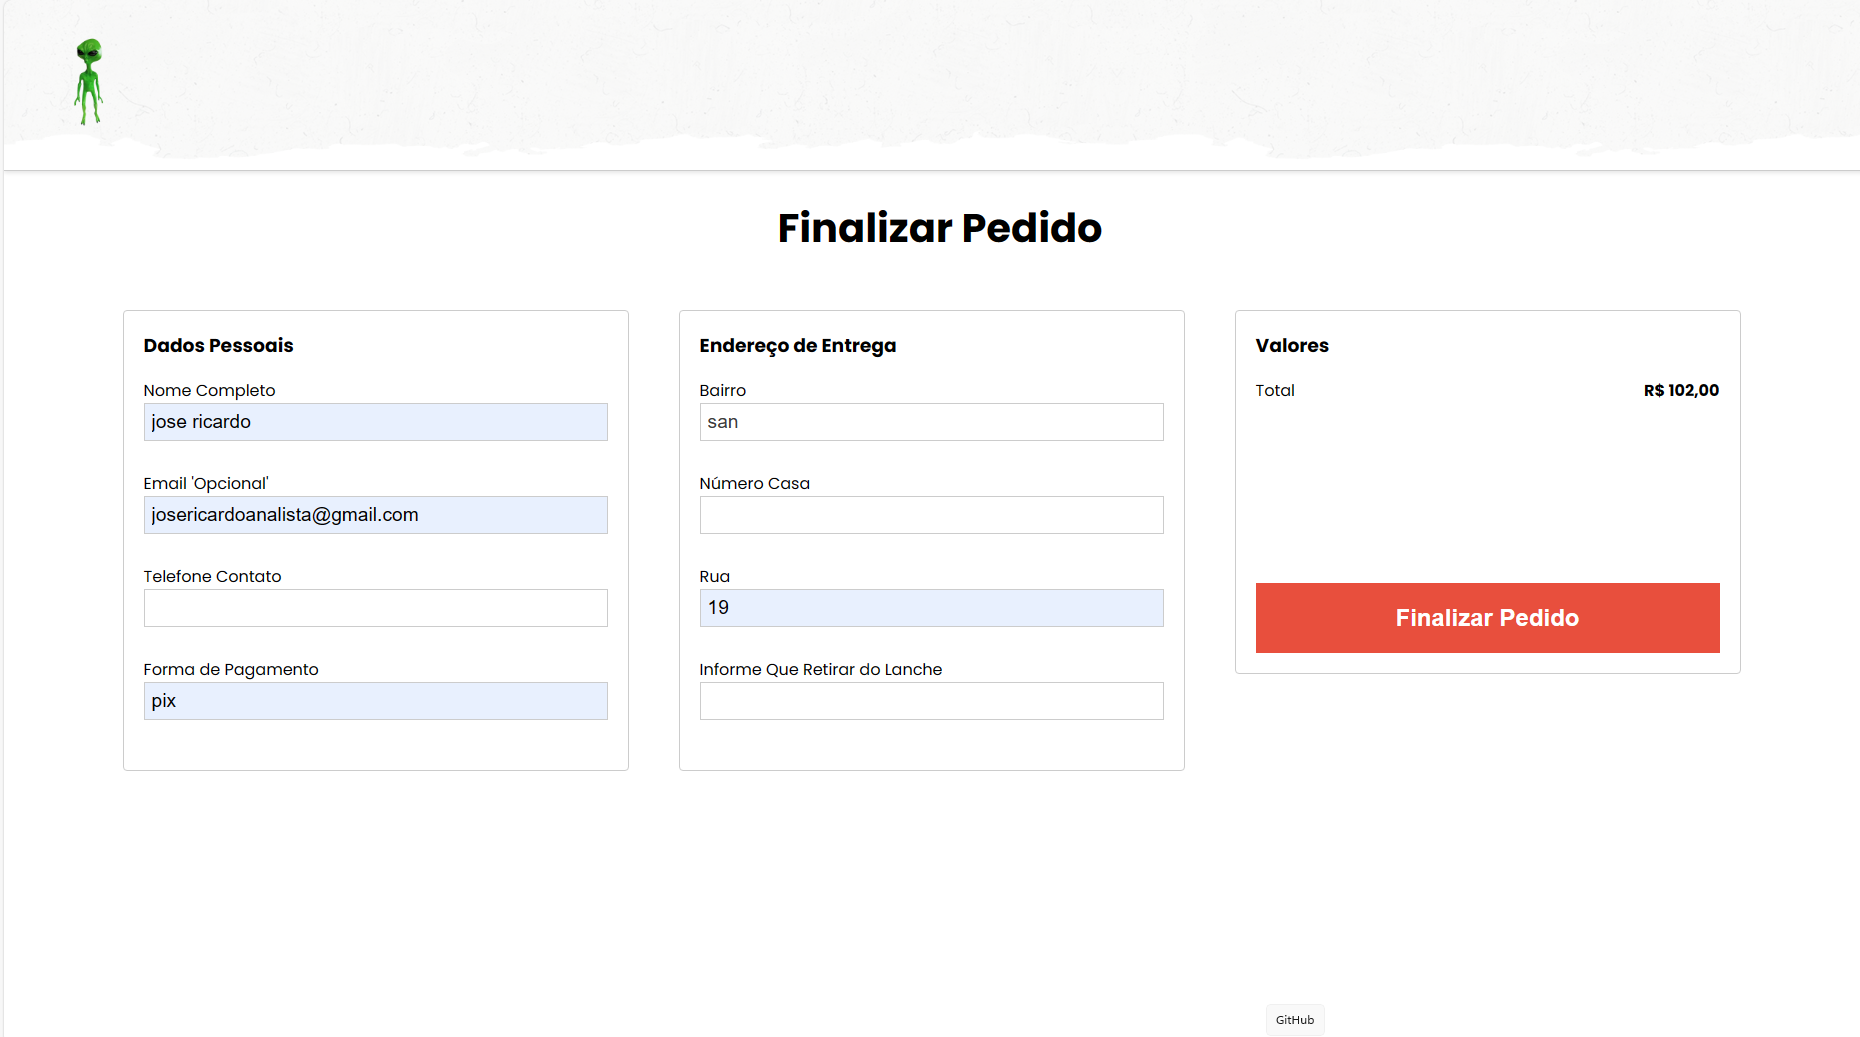 Finalizar Pedido
Dados Pessoais
Nome Completo
jose ricardo
Email 'Opcional'
josericardoanalista@gmail.com
Telefone Contato
Forma de Pagamento
pix
Endereço de Entrega
Bairro
san
Número Casa
Rua
19
Informe Que Retirar do Lanche
Valores
Total R$ 102,00
Finalizar Pedido
GitHub